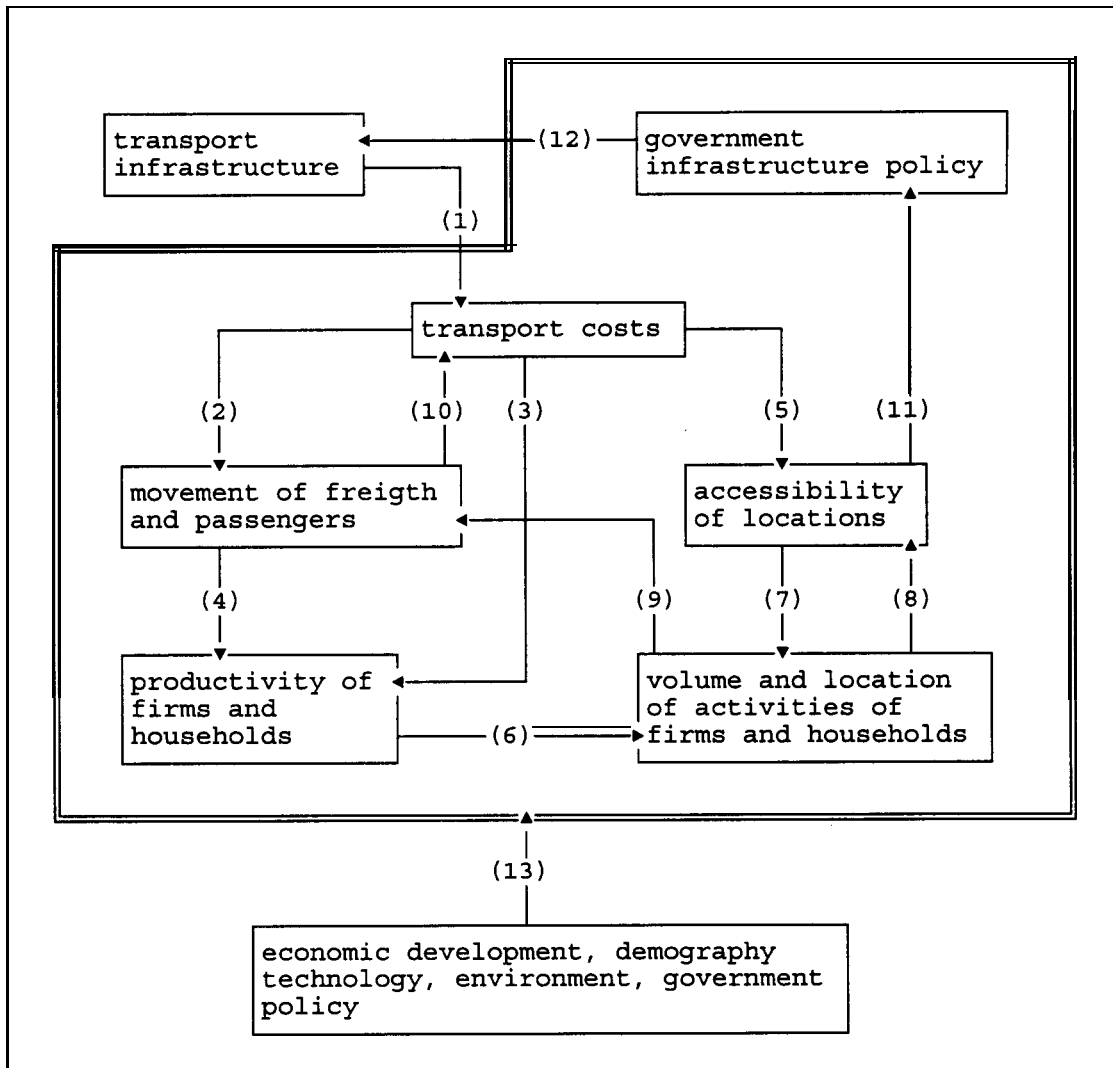 transport
infrastructure
(12)
government
infrastructure policy
(1)
transport costs
(2)
(10)
(3)
(5)
(11)
movement of freigth
and passengers
accessibility
of locations
(4)
(9)
(7)
(8)
productivity of
firms and
households
volume and location
of activities of
firms and households
(6)
(13)
economic development, demography
technology, environment, government
policy